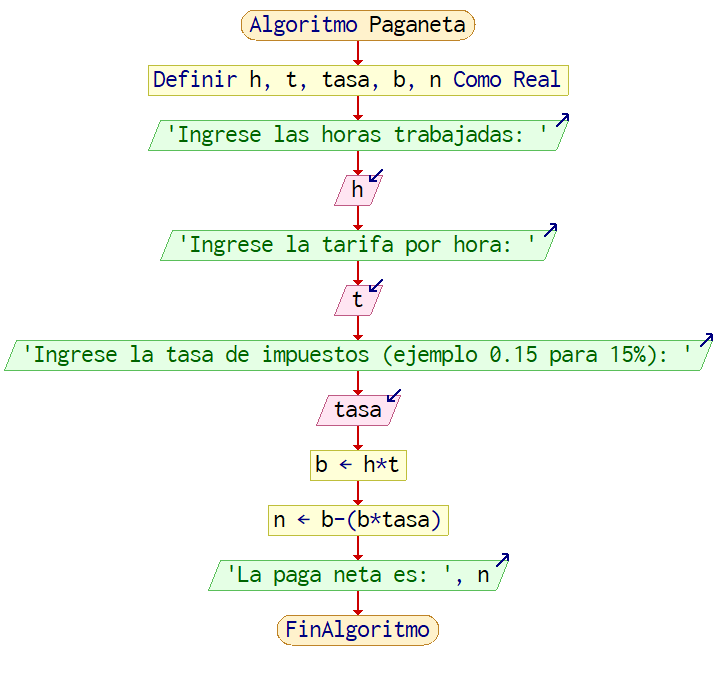 Algoritmo Paganeta
Definir h, t, tasa, b, n Como Real
'Ingrese las horas trabajadas: '
h
'Ingrese la tarifa por hora: '
t
'Ingrese la tasa de impuestos (ejemplo 0.15 para 15%): '
tasa
b ← h*t
n ← b-(b*tasa)
'La paga neta es: ', n
FinAlgoritmo